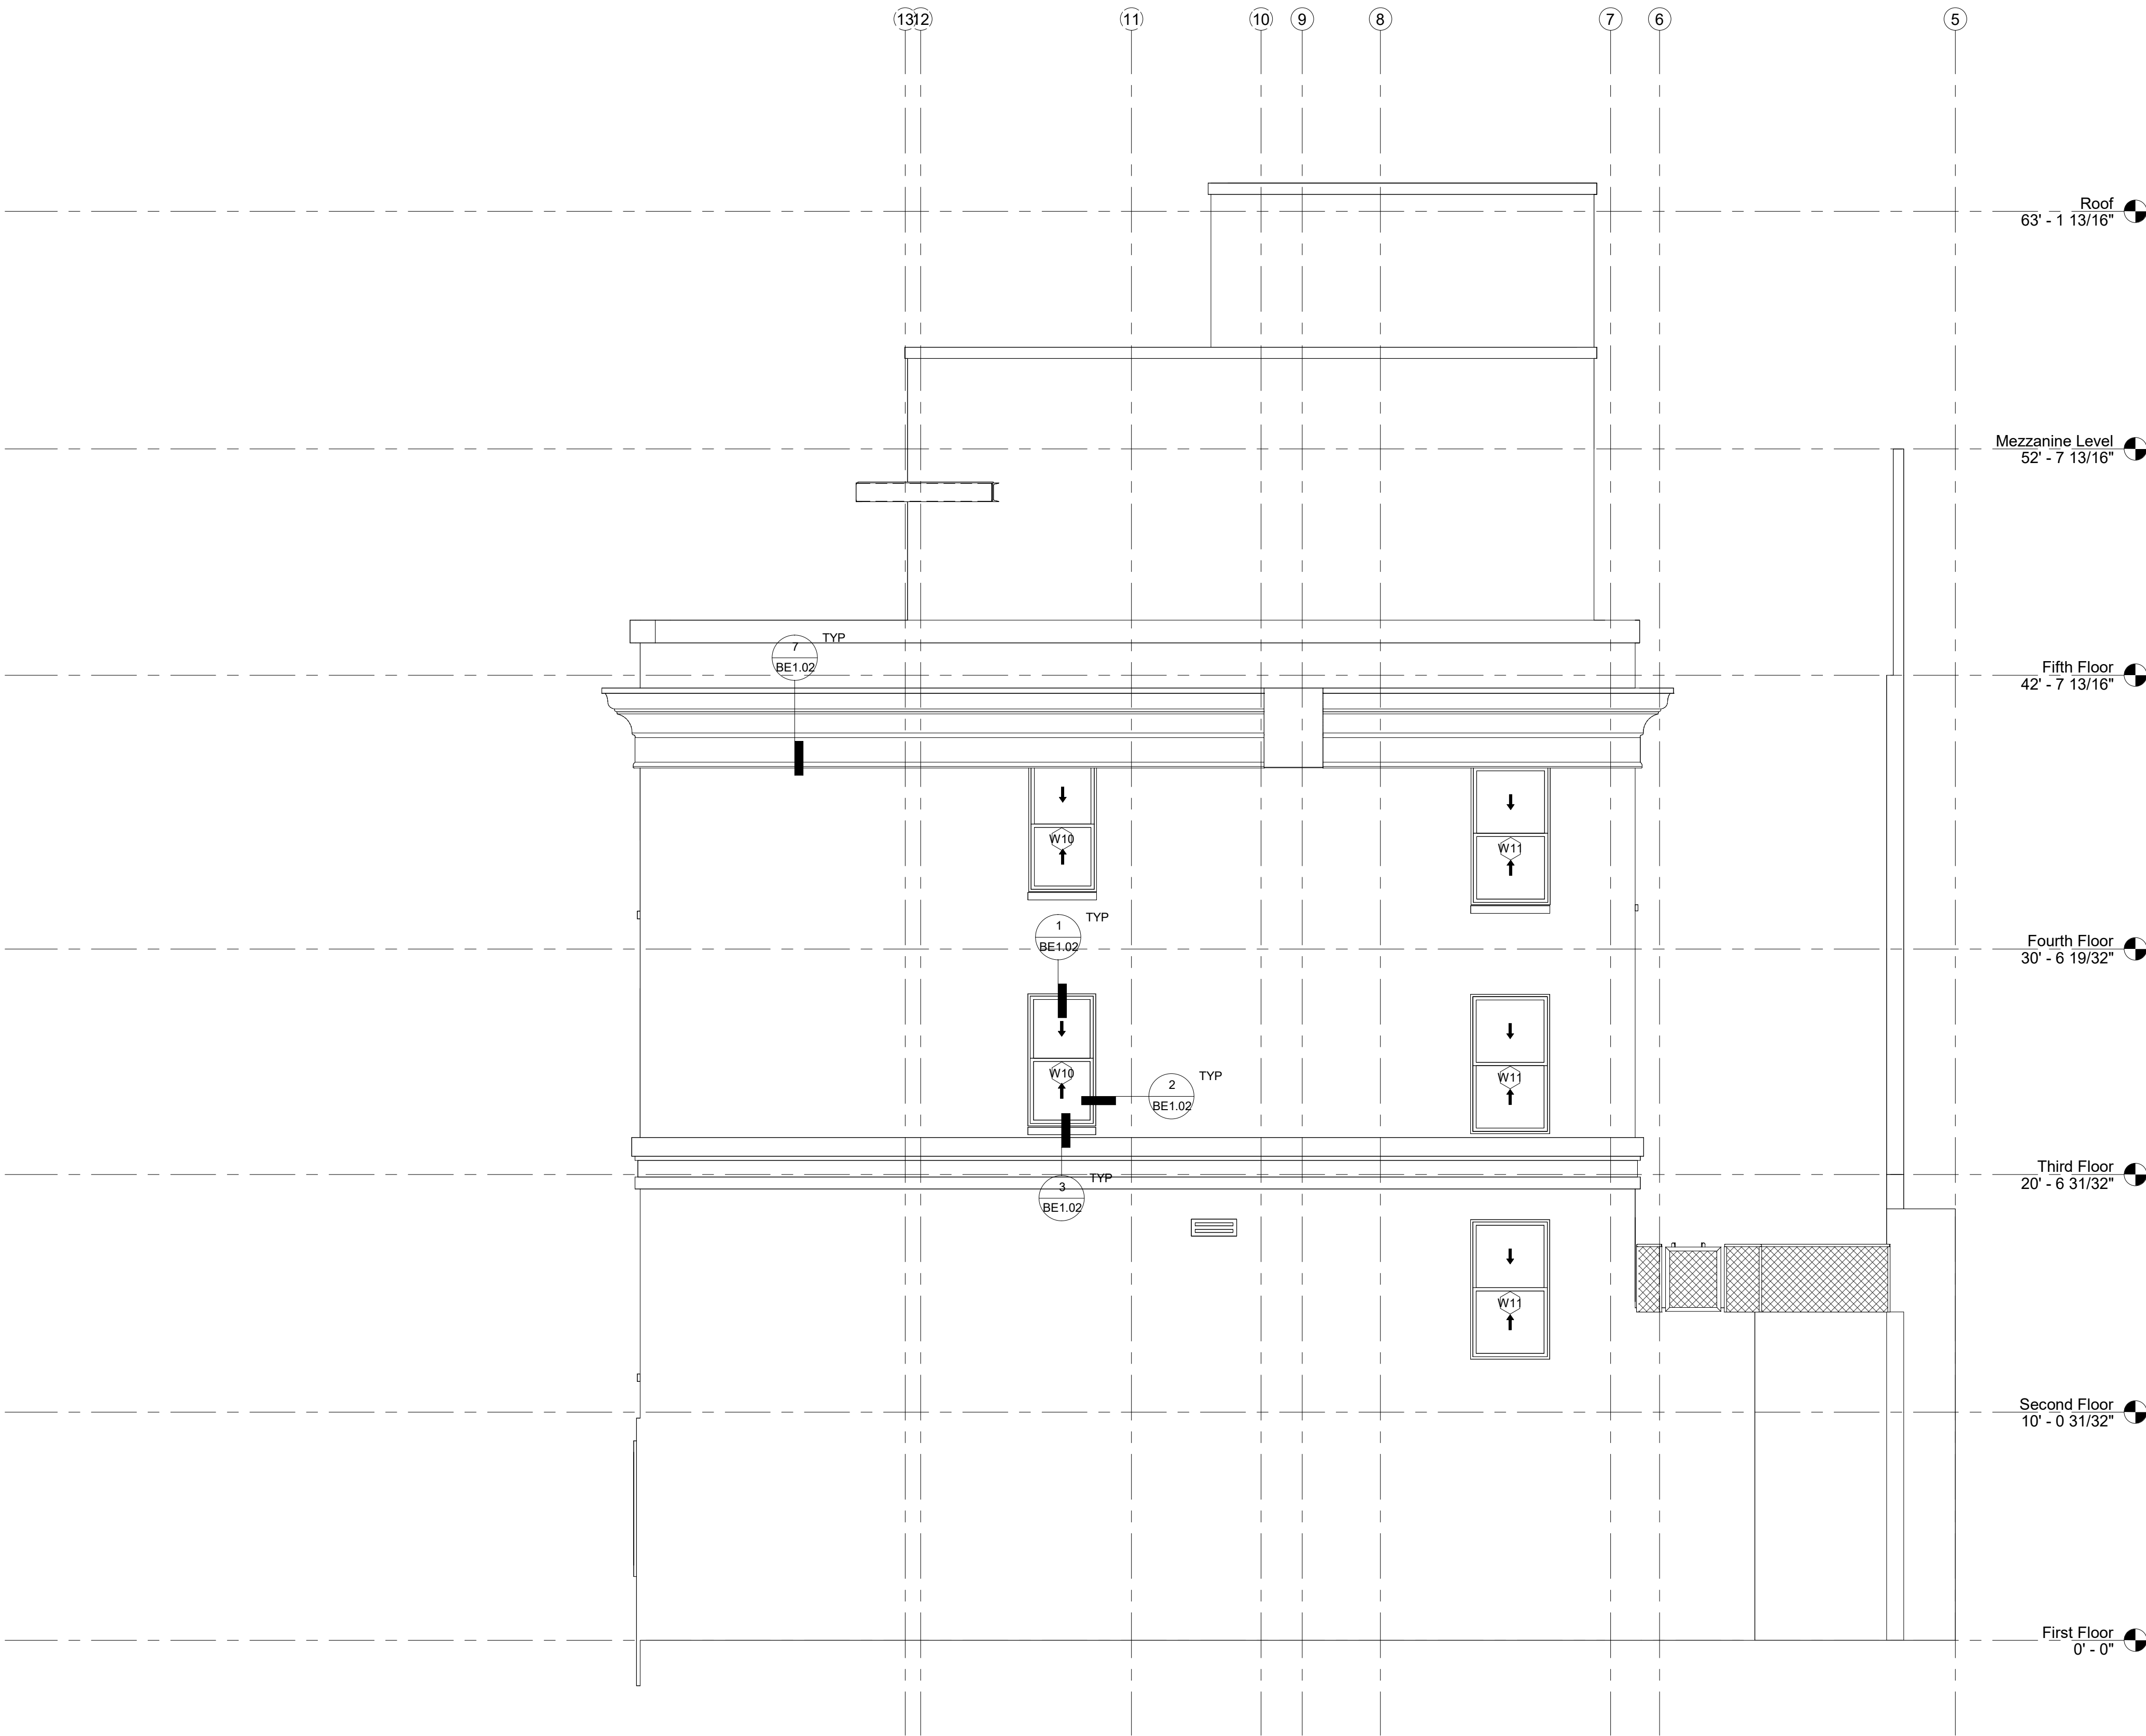 13 12 11 10 9 8 7 6 5
Roof
63' - 1 13/16"
Mezzanine Level
52' - 7 13/16"
7 TYP
BE1.02
Fifth Floor
42' - 7 13/16"
W10 W11
1 TYP
BE1.02
Fourth Floor
30' - 6 19/32"
W10 W11
2 TYP
BE1.02
Third Floor
20' - 6 31/32"
3 TYP
BE1.02
W11
Second Floor
10' - 0 31/32"
First Floor
0' - 0"